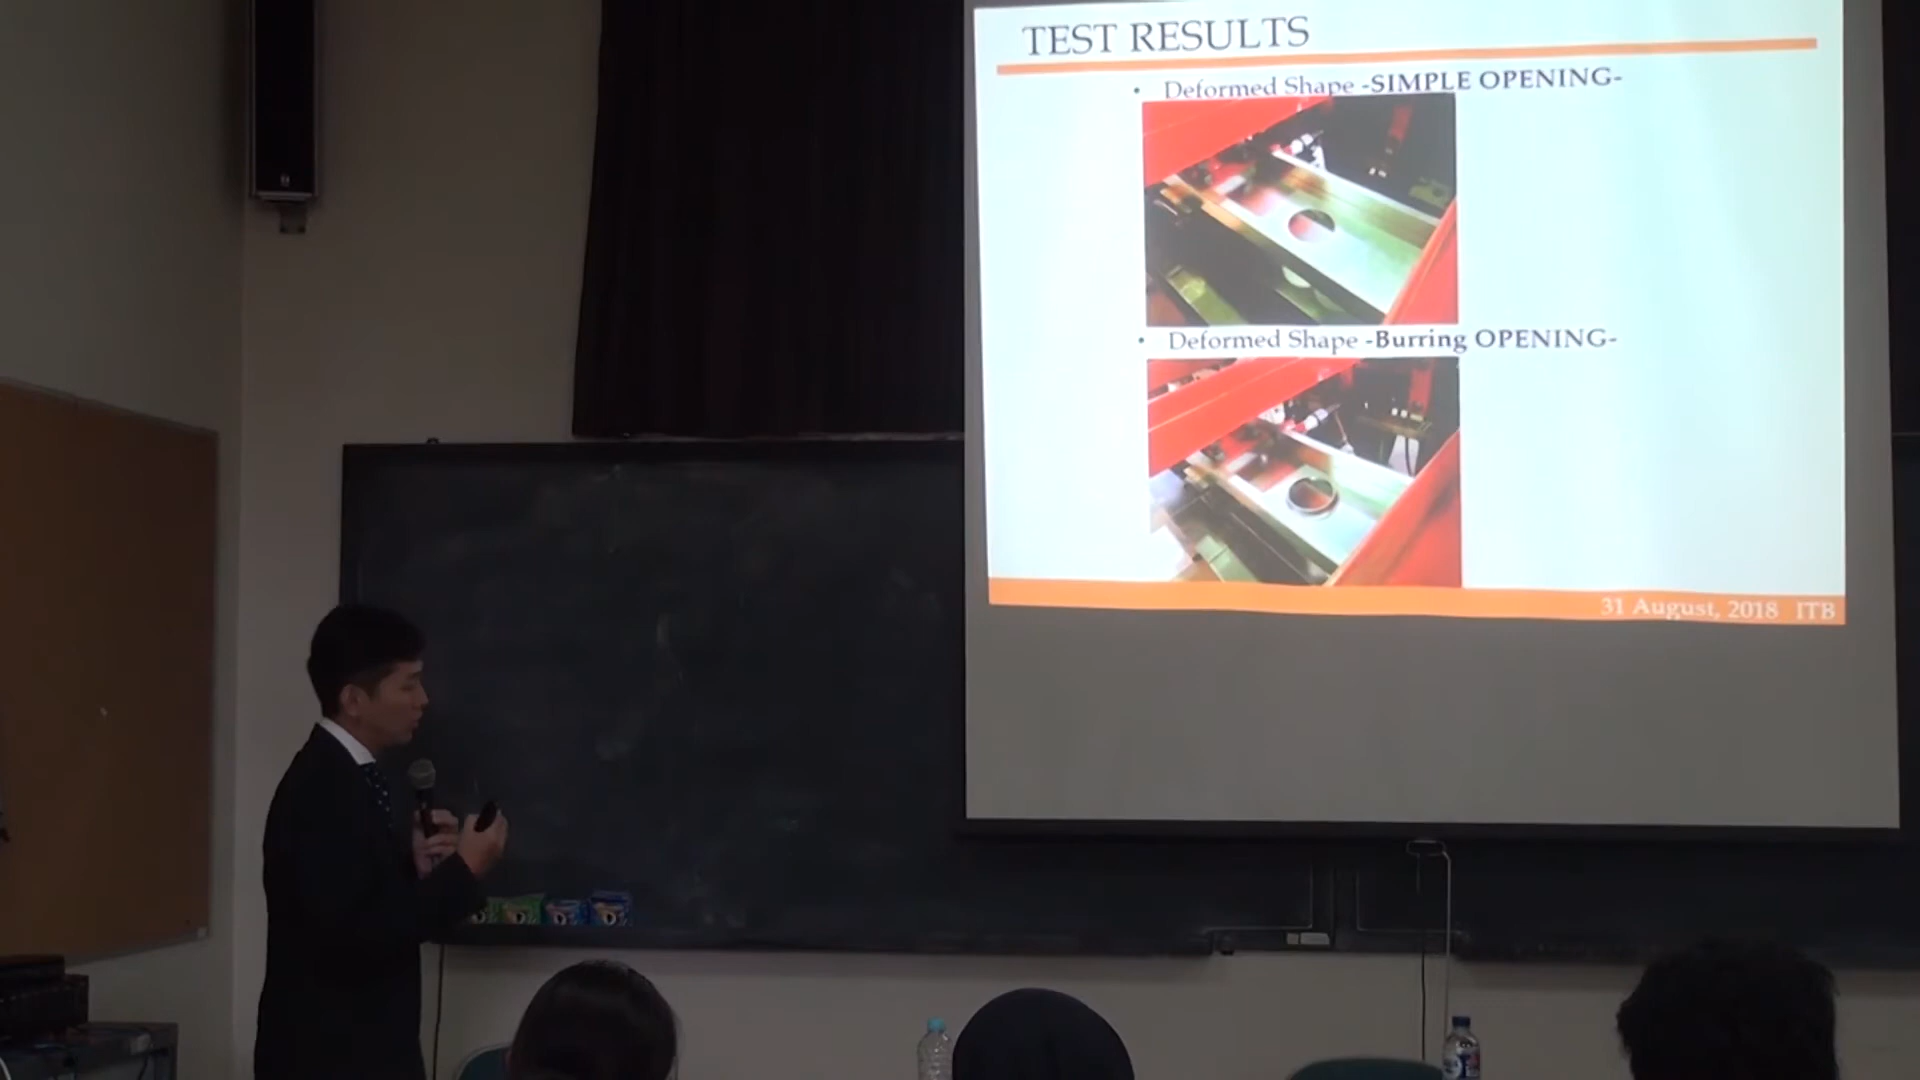 TEST RESULTS
• Deformed Shape -SIMPLE OPENING-
• Deformed Shape -Burring OPENING-
31 August, 2018 ITB